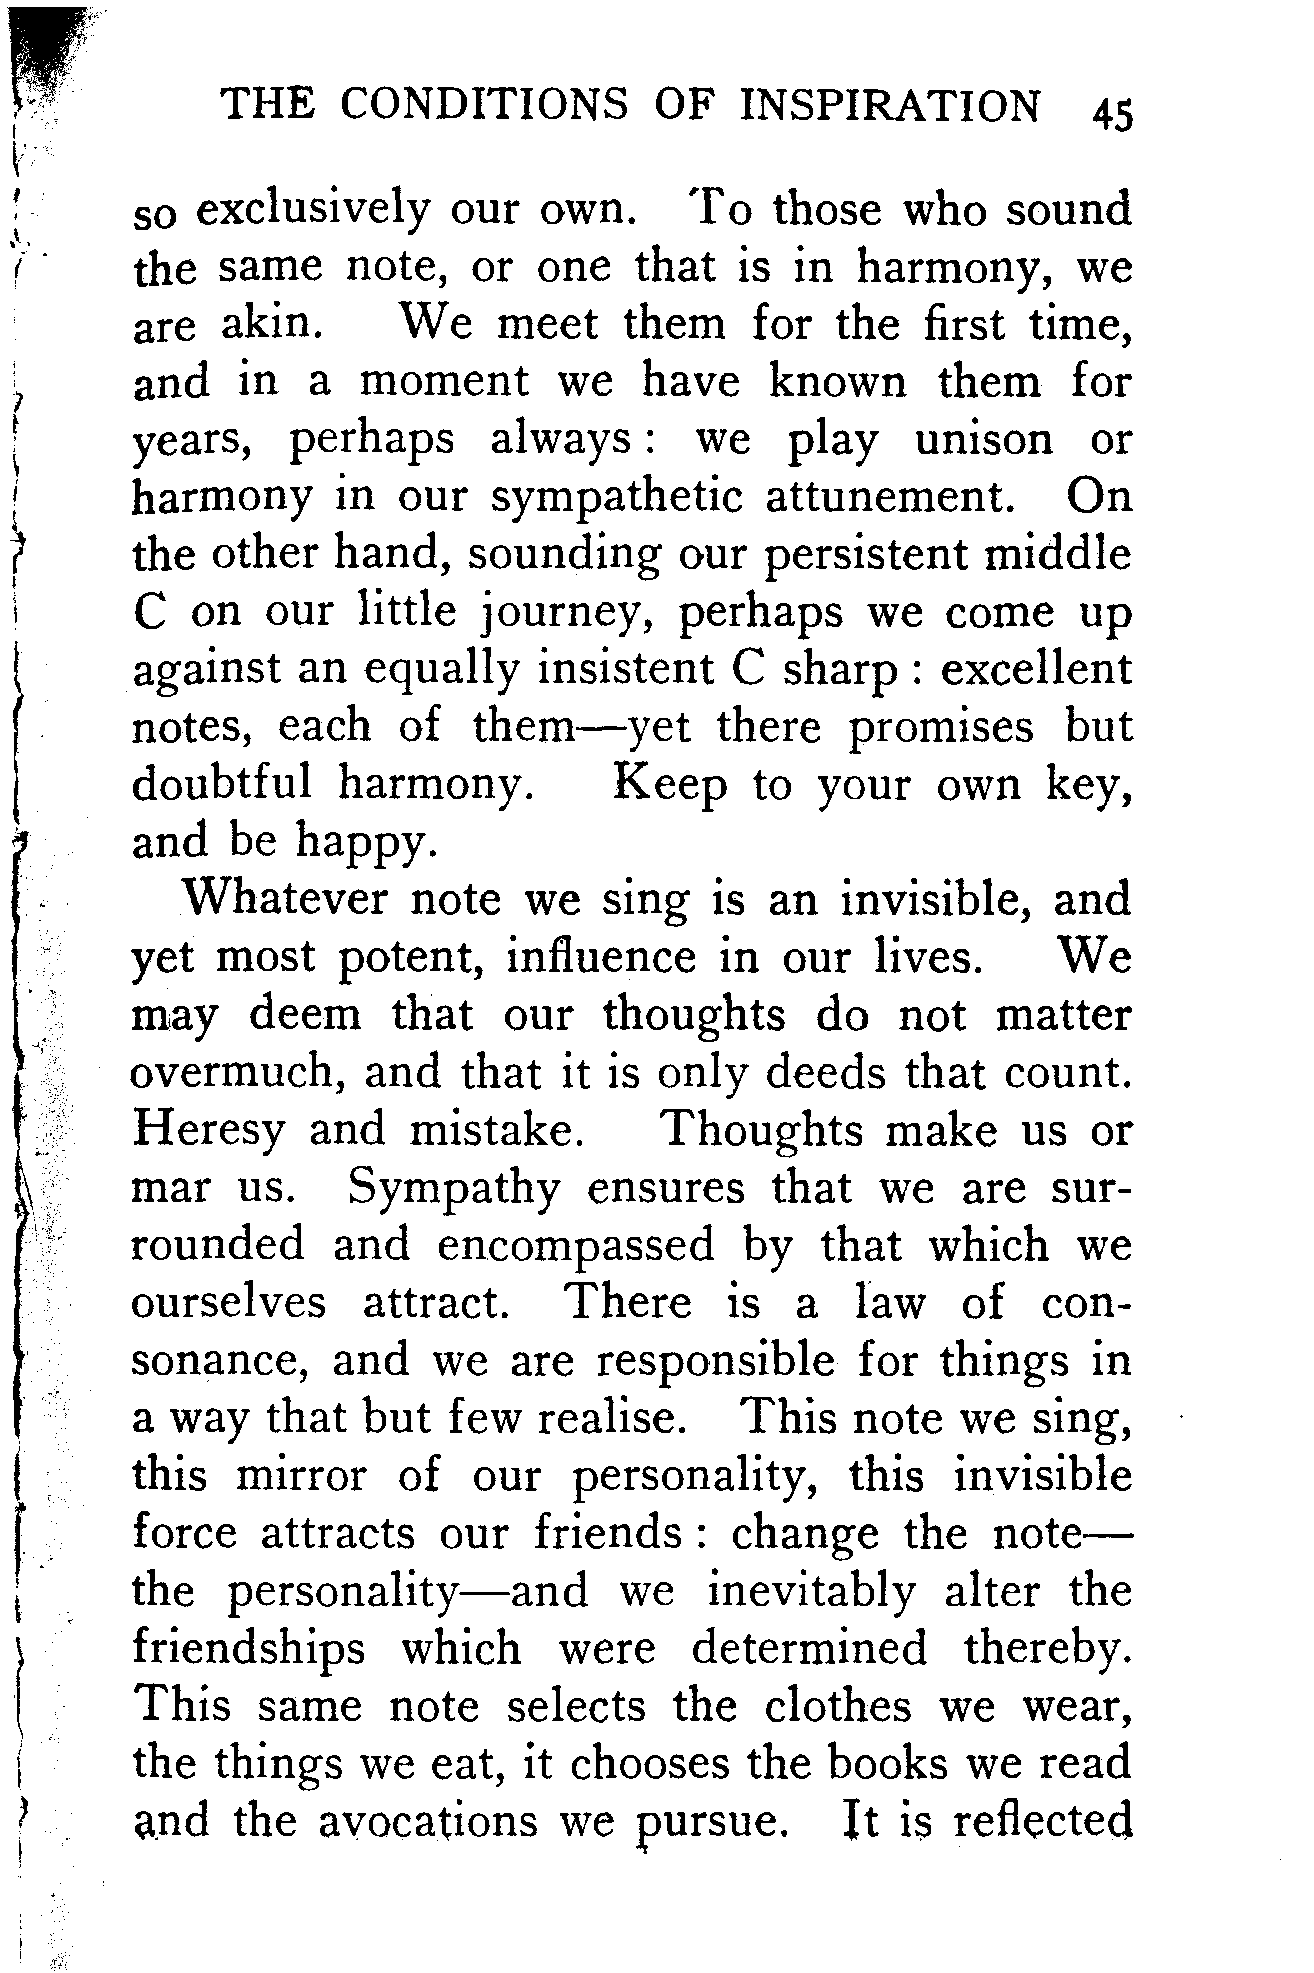 THE CONDITIONS OF INSPIRATION 45
so exclusively our own. To those who sound
the same note, or one that is in harmony, we
are akin. We meet them for the first time,
and in a moment we have known them for
years, perhaps always : we play unison or
harmony in our sympathetic attunement. On
the other hand, sounding our persistent middle
C on our little journey, perhaps we come up
against an equally insistent C sharp : excellent
notes, each of them—yet there promises but
doubtful harmony. Keep to your own key,
and be happy.
Whatever note we sing is an invisible, and
yet most potent, influence in our lives. We
may deem that our thoughts do not matter
overmuch, and that it is only deeds that count.
Heresy and mistake. Thoughts make us or
mar us. Sympathy ensures that we are sur-
rounded and encompassed by that which we
ourselves attract. There is a law of con-
sonance, and we are responsible for things in
a way that but few realise. This note we sing,
this mirror of our personality, this invisible
force attracts our friends : change the note—
the personality—and we inevitably alter the
friendships which were determined thereby.
This same note selects the clothes we wear,
the things we eat, it chooses the books we read
and the avocations we pursue. It is reflected